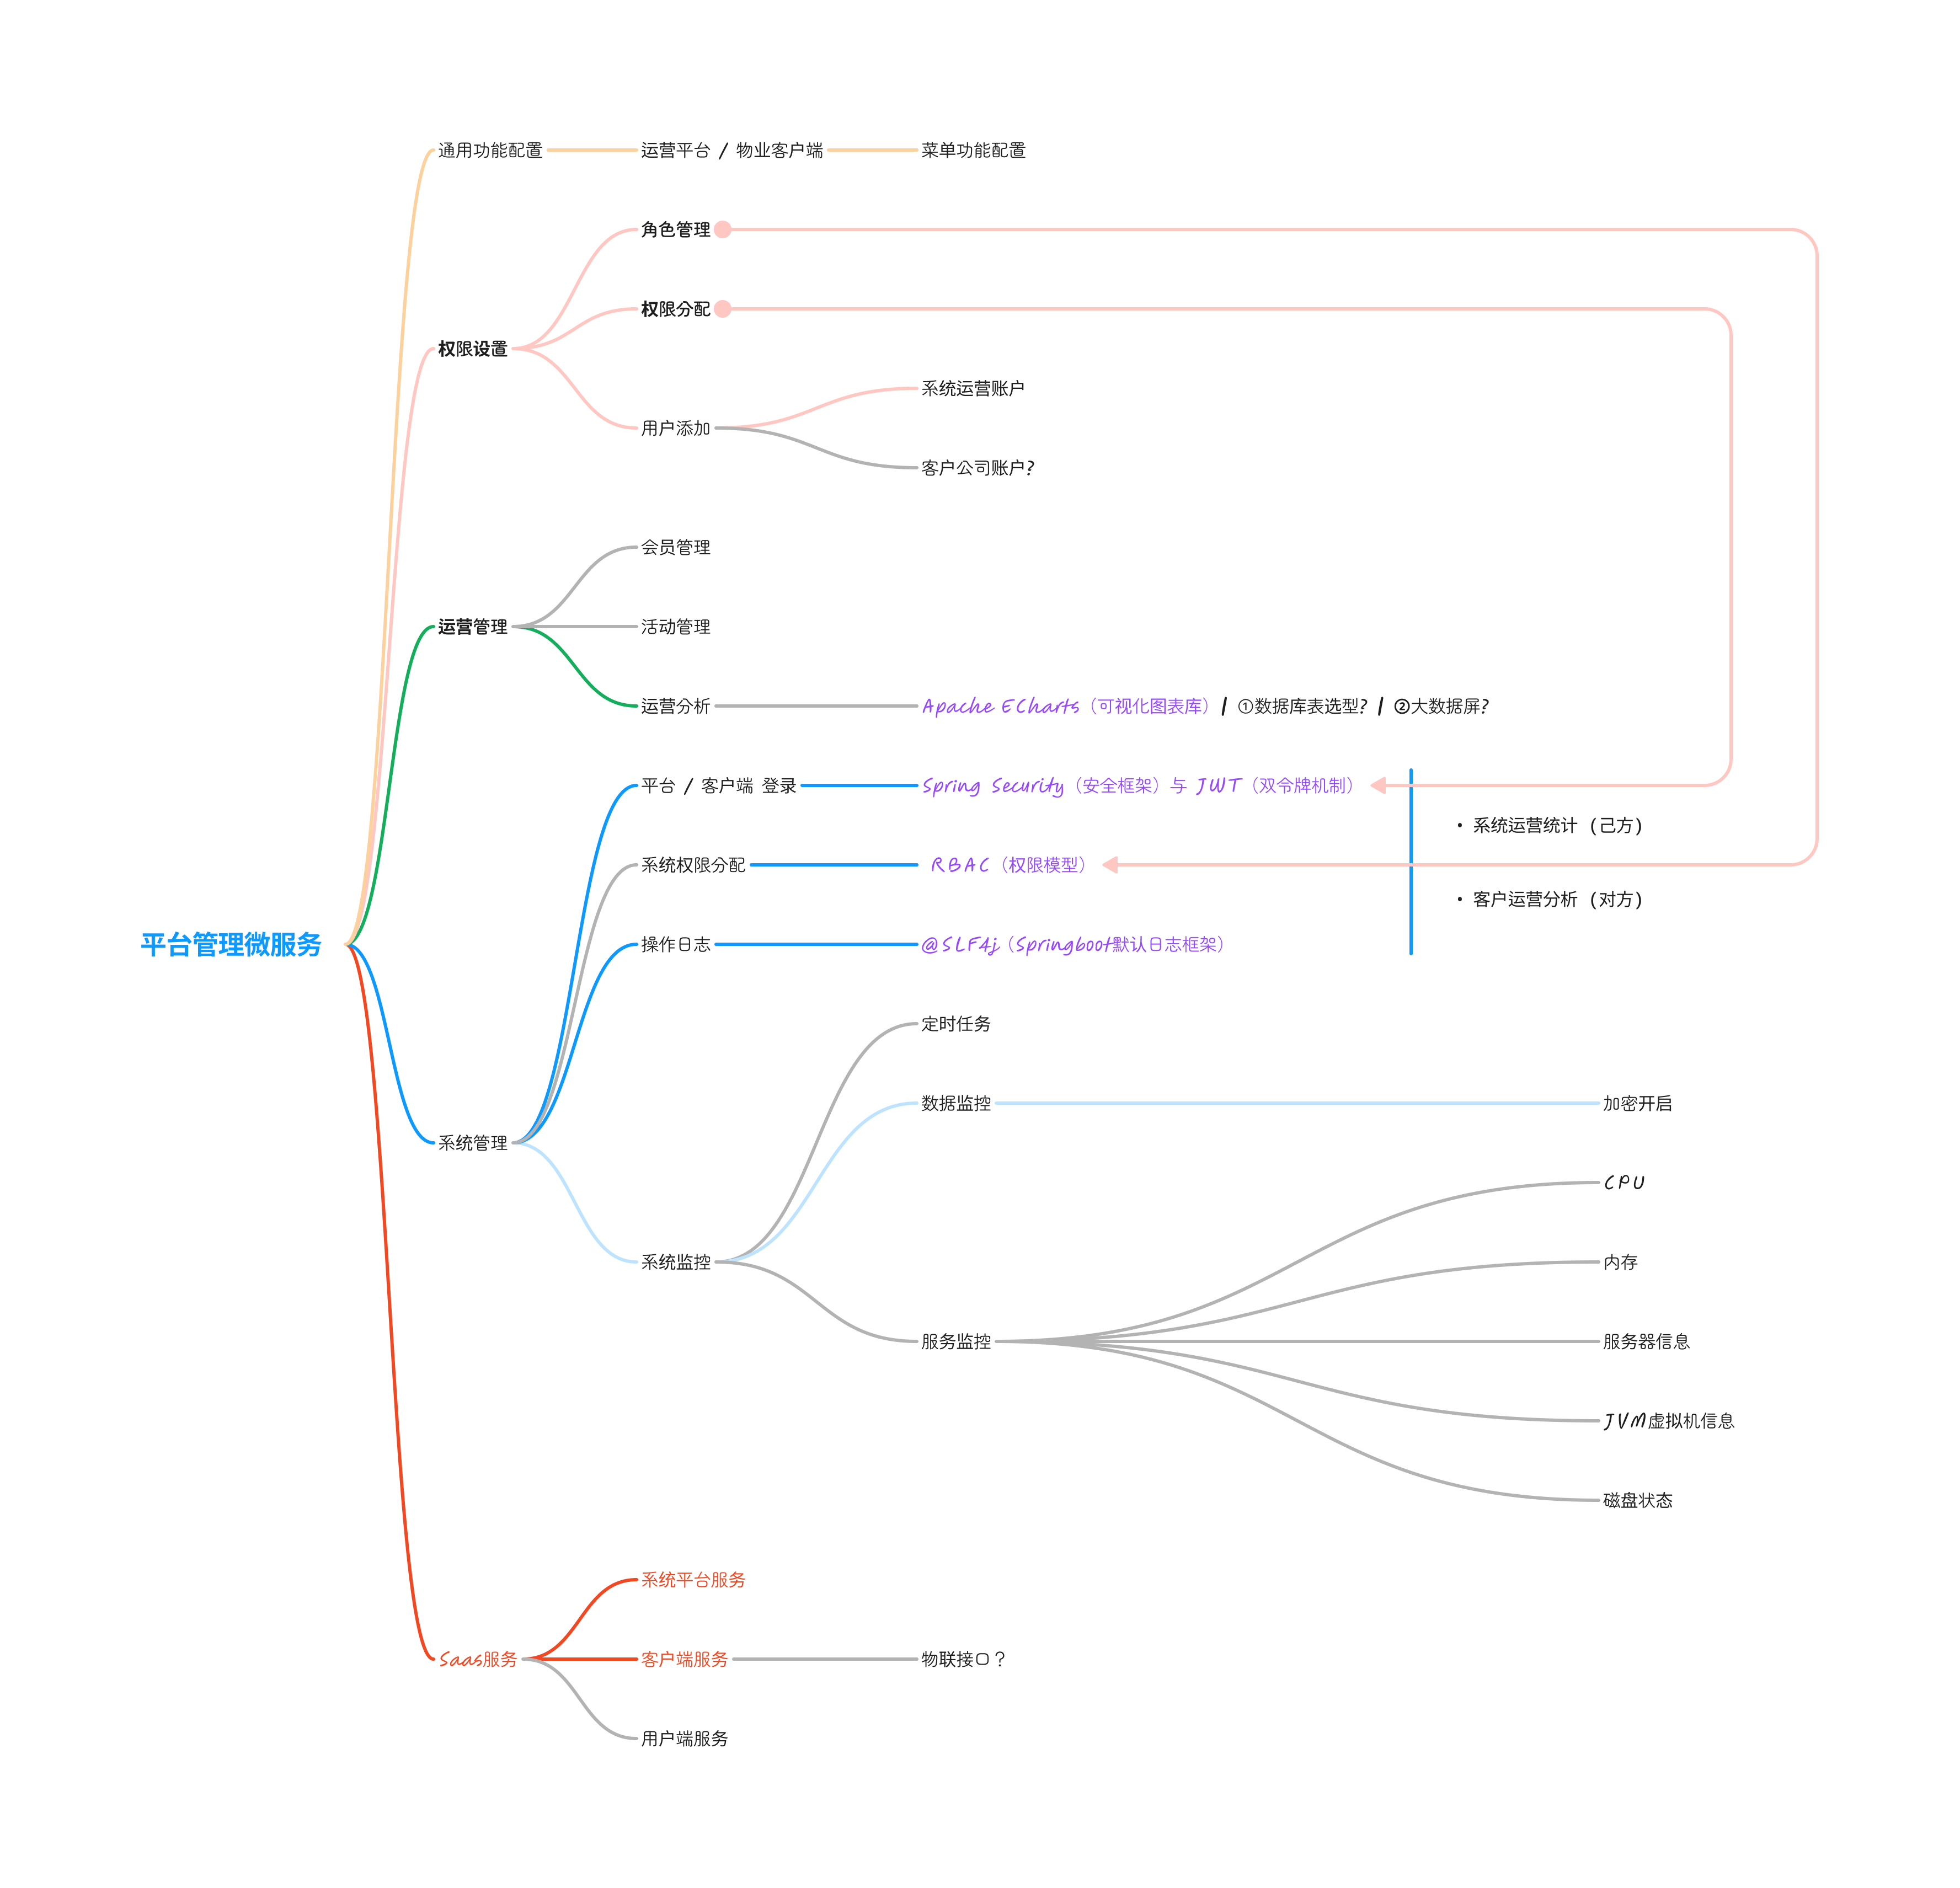 通用功能配置
运营平台 / 物业客户端
菜单功能配置
角色管理
权限分配
权限设置
系统运营账户
用户添加
客户公司账户?
会员管理
运营管理
活动管理
运营分析
Apache ECharts（可视化图表库） / ①数据库表选型? / ②大数据屏?
平台 / 客户端 登录
Spring Security（安全框架）与 JWT（双令牌机制）
• 系统运营统计 (己方)
系统权限分配
RBAC（权限模型）
• 客户运营分析 (对方)
平台管理微服务
操作日志
@SLF4j（Springboot默认日志框架）
定时任务
数据监控
加密开启
系统管理
CPU
系统监控
内存
服务监控
服务器信息
JVM虚拟机信息
磁盘状态
系统平台服务
Saas服务
客户端服务
物联接口？
用户端服务